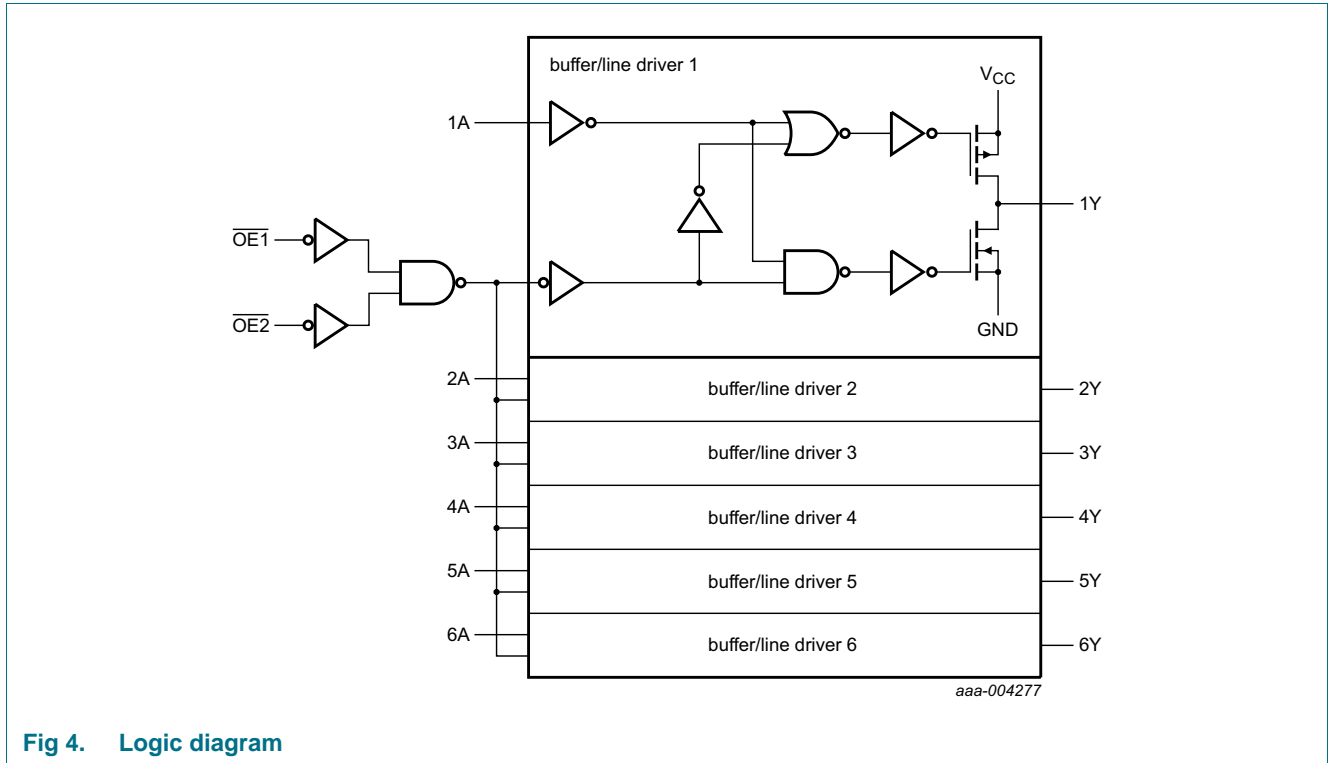 buffer/line driver 1
V_CC
1A
1Y
OE1
OE2
GND
2A
buffer/line driver 2
2Y
3A
buffer/line driver 3
3Y
4A
buffer/line driver 4
4Y
5A
buffer/line driver 5
5Y
6A
buffer/line driver 6
6Y
aaa-004277
Fig 4. Logic diagram